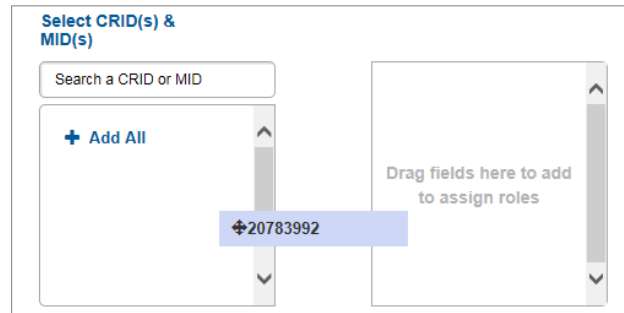 Select CRID(s) &
MID(s)
Search a CRID or MID
Add All
Drag fields here to add
to assign roles
20783992